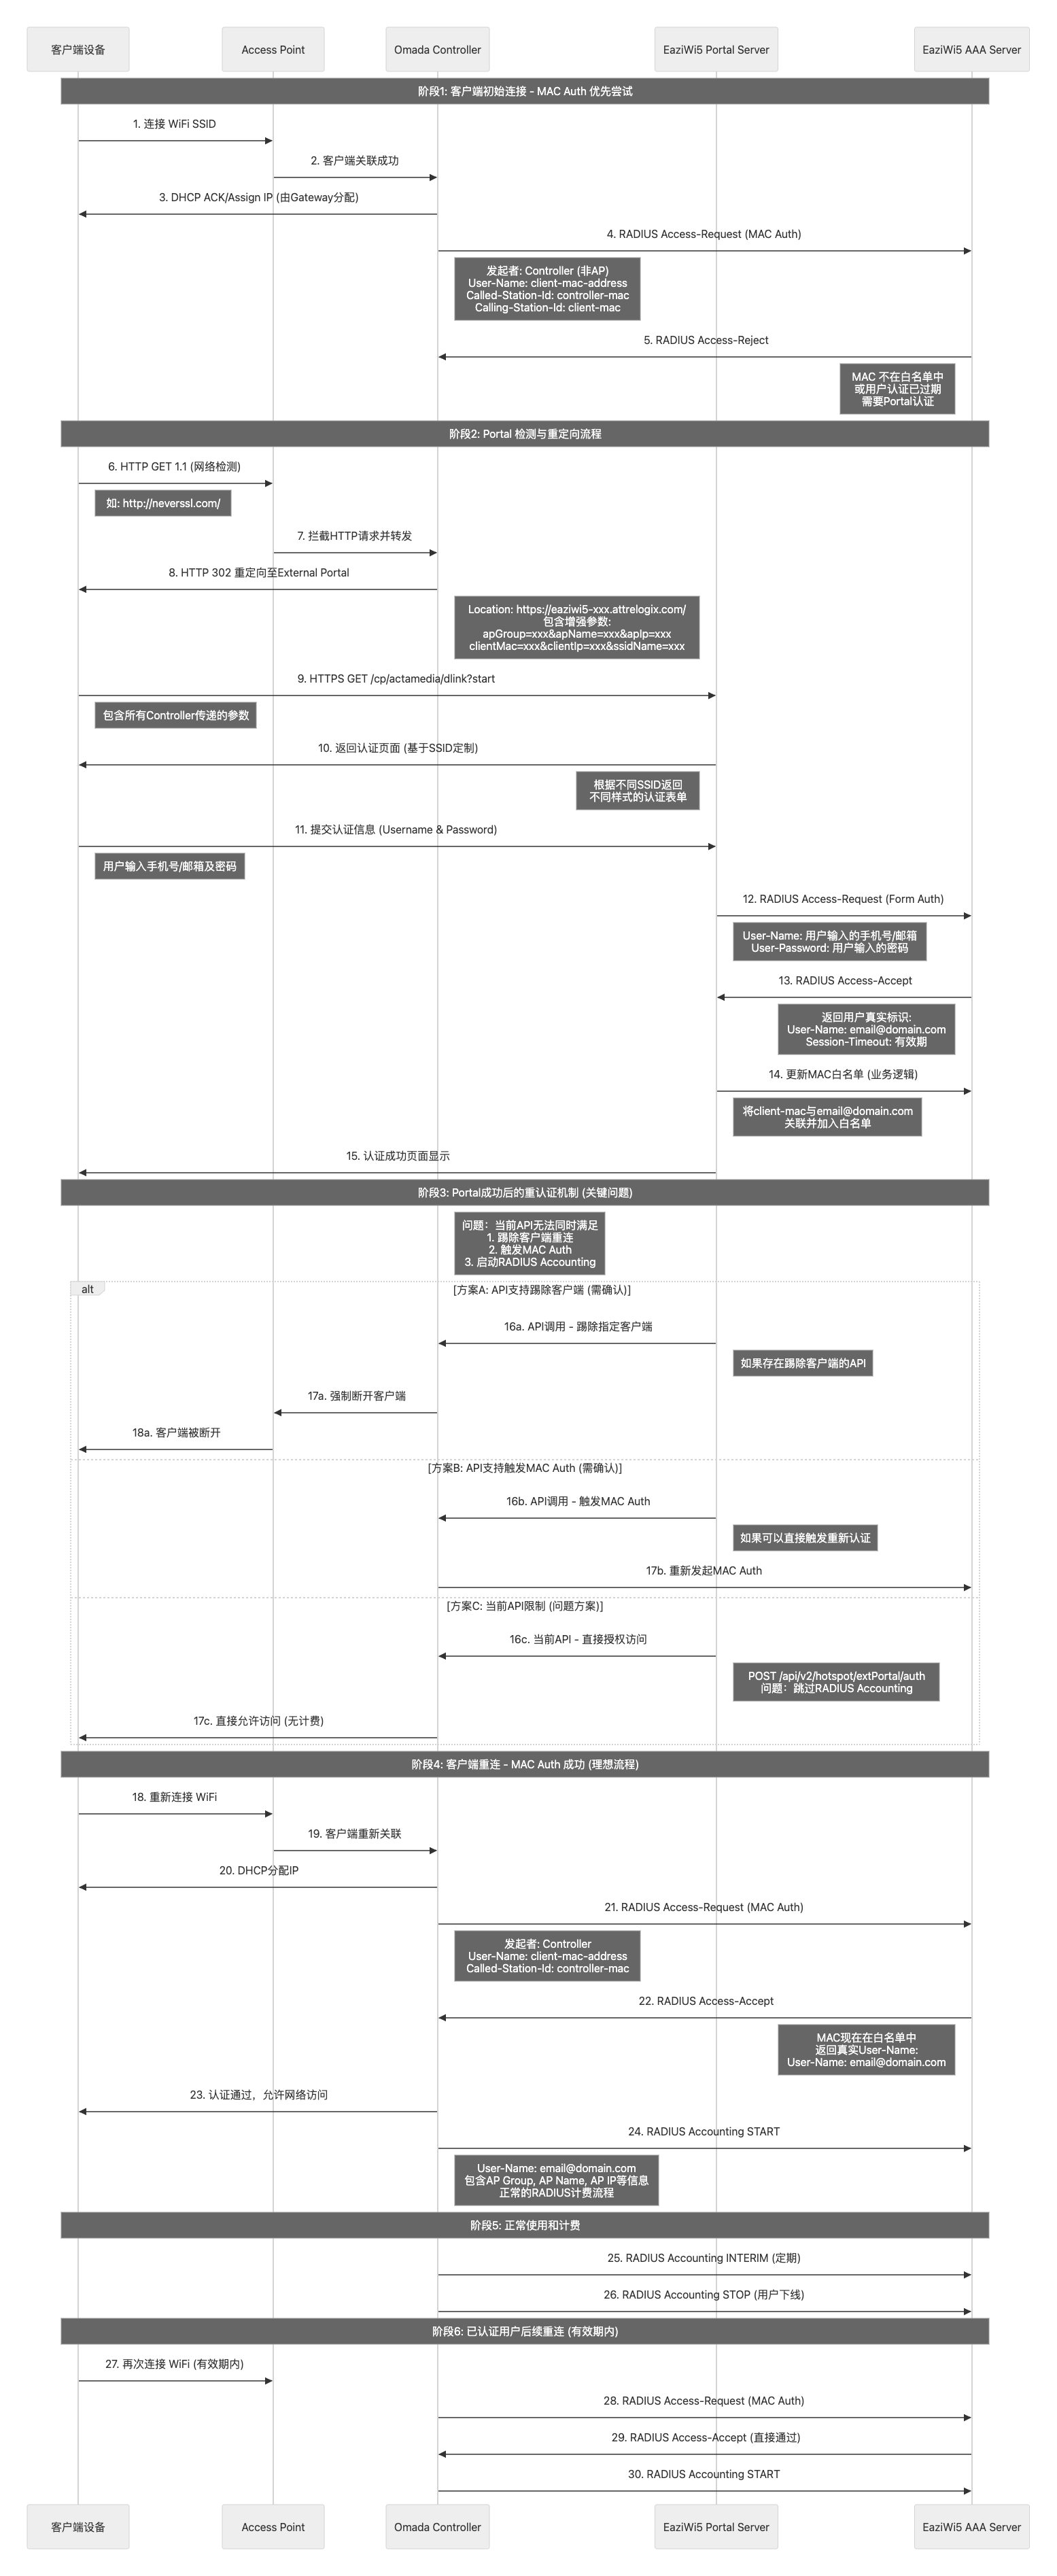 客户端设备
Access Point
Omada Controller
EaziWi5 Portal Server
EaziWi5 AAA Server
阶段1: 客户端初始连接 - MAC Auth 优先尝试
1. 连接 WiFi SSID
2. 客户端关联成功
3. DHCP ACK/Assign IP (由Gateway分配)
4. RADIUS Access-Request (MAC Auth)
发起者: Controller (非AP)
User-Name: client-mac-address
Called-Station-Id: controller-mac
Calling-Station-Id: client-mac
5. RADIUS Access-Reject
MAC 不在白名单中
或用户认证已过期
需要Portal认证
阶段2: Portal 检测与重定向流程
6. HTTP GET 1.1 (网络检测)
如: http://neverssl.com/
7. 拦截HTTP请求并转发
8. HTTP 302 重定向至External Portal
Location: https://eaziwi5-xxx.attrelogix.com/
包含增强参数:
apGroup=xxx&apName=xxx&apIp=xxx
clientMac=xxx&clientIp=xxx&ssidName=xxx
9. HTTPS GET /cp/actamedia/dlink?start
包含所有Controller传递的参数
10. 返回认证页面 (基于SSID定制)
根据不同SSID返回
不同样式的认证表单
11. 提交认证信息 (Username & Password)
用户输入手机号/邮箱及密码
12. RADIUS Access-Request (Form Auth)
User-Name: 用户输入的手机号/邮箱
User-Password: 用户输入的密码
13. RADIUS Access-Accept
返回用户真实标识:
User-Name: email@domain.com
Session-Timeout: 有效期
14. 更新MAC白名单 (业务逻辑)
将client-mac与email@domain.com
关联并加入白名单
15. 认证成功页面显示
阶段3: Portal成功后的重认证机制 (关键问题)
问题：当前API无法同时满足
1. 踢除客户端重连
2. 触发MAC Auth
3. 启动RADIUS Accounting
alt
[方案A: API支持踢除客户端 (需确认)]
16a. API调用 - 踢除指定客户端
如果存在踢除客户端的API
17a. 强制断开客户端
18a. 客户端被断开
[方案B: API支持触发MAC Auth (需确认)]
16b. API调用 - 触发MAC Auth
如果可以直接触发重新认证
17b. 重新发起MAC Auth
[方案C: 当前API限制 (问题方案)]
16c. 当前API - 直接授权访问
POST /api/v2/hotspot/extPortal/auth
问题：跳过RADIUS Accounting
17c. 直接允许访问 (无计费)
阶段4: 客户端重连 - MAC Auth 成功 (理想流程)
18. 重新连接 WiFi
19. 客户端重新关联
20. DHCP分配IP
21. RADIUS Access-Request (MAC Auth)
发起者: Controller
User-Name: client-mac-address
Called-Station-Id: controller-mac
22. RADIUS Access-Accept
MAC现在在白名单中
返回真实User-Name:
User-Name: email@domain.com
23. 认证通过，允许网络访问
24. RADIUS Accounting START
User-Name: email@domain.com
包含AP Group, AP Name, AP IP等信息
正常的RADIUS计费流程
阶段5: 正常使用和计费
25. RADIUS Accounting INTERIM (定期)
26. RADIUS Accounting STOP (用户下线)
阶段6: 已认证用户后续重连 (有效期内)
27. 再次连接 WiFi (有效期内)
28. RADIUS Access-Request (MAC Auth)
29. RADIUS Access-Accept (直接通过)
30. RADIUS Accounting START
客户端设备
Access Point
Omada Controller
EaziWi5 Portal Server
EaziWi5 AAA Server